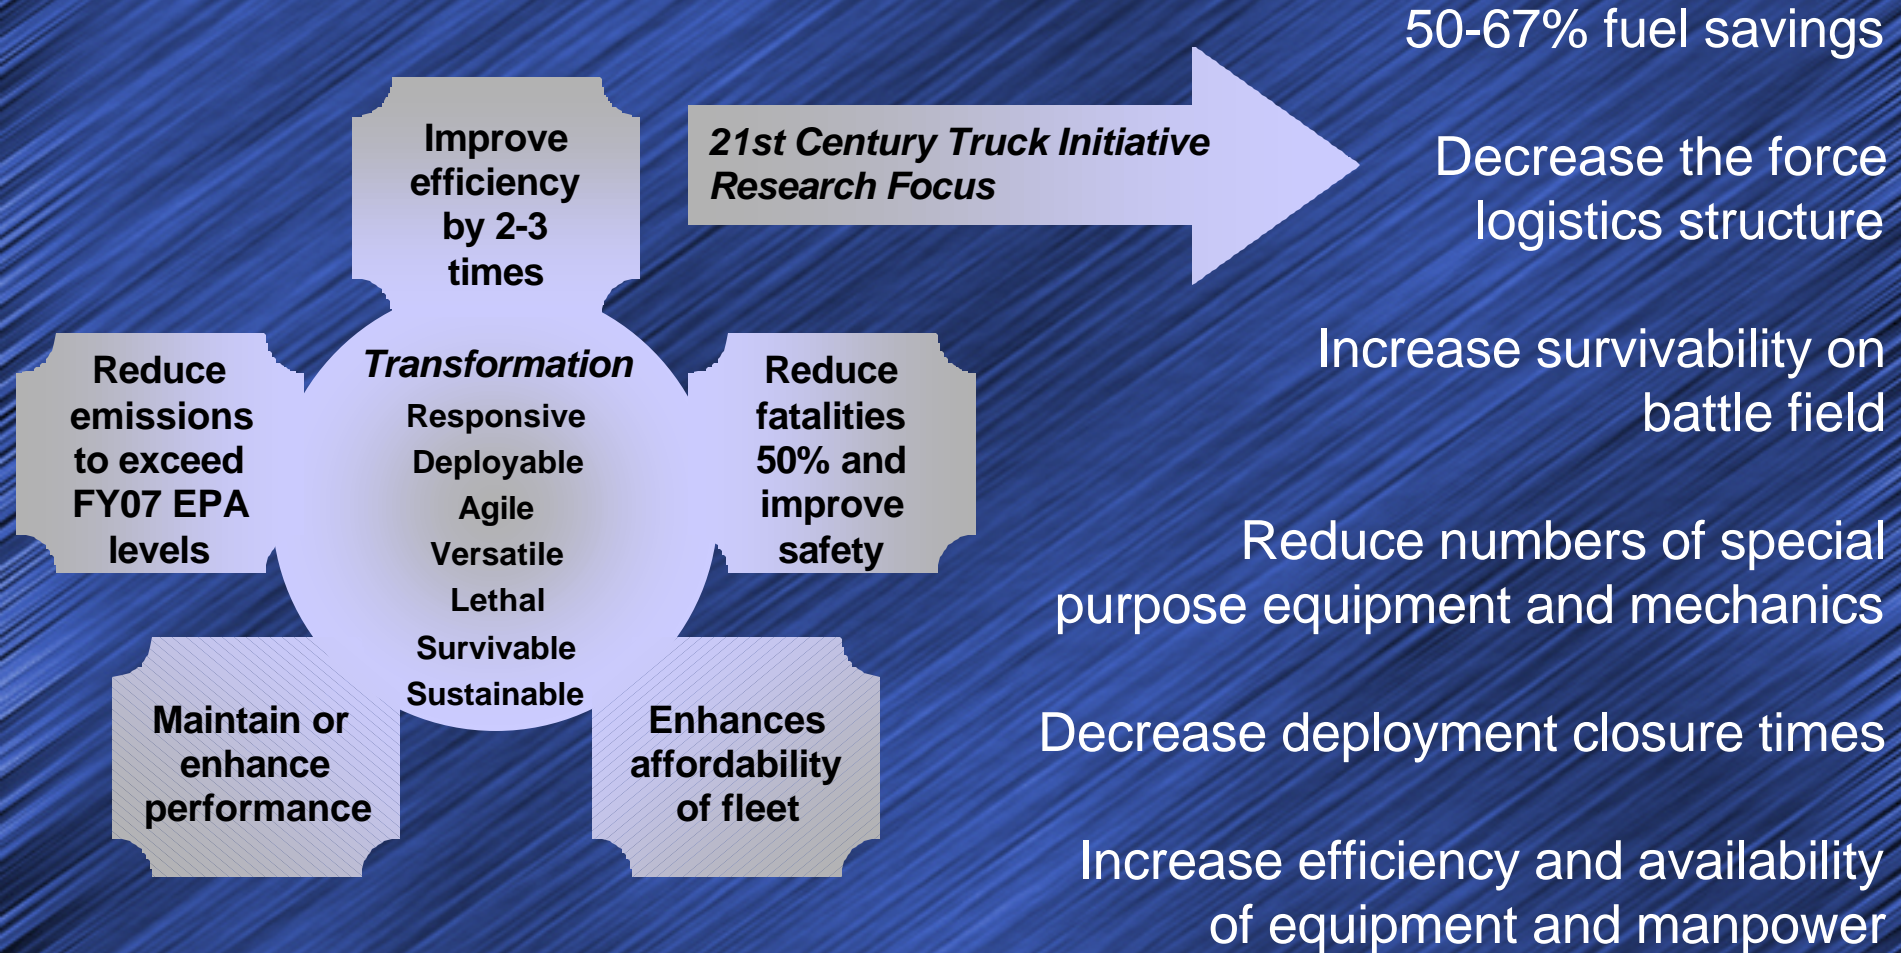 Improve
efficiency
by 2-3
times
21st Century Truck Initiative
Research Focus
Reduce
emissions
to exceed
FY07 EPA
levels
Transformation
Responsive
Deployable
Agile
Versatile
Lethal
Survivable
Sustainable
Reduce
fatalities
50% and
improve
safety
Maintain or
enhance
performance
Enhances
affordability
of fleet
50-67% fuel savings
Decrease the force
logistics structure
Increase survivability on
battle field
Reduce numbers of special
purpose equipment and mechanics
Decrease deployment closure times
Increase efficiency and availability
of equipment and manpower